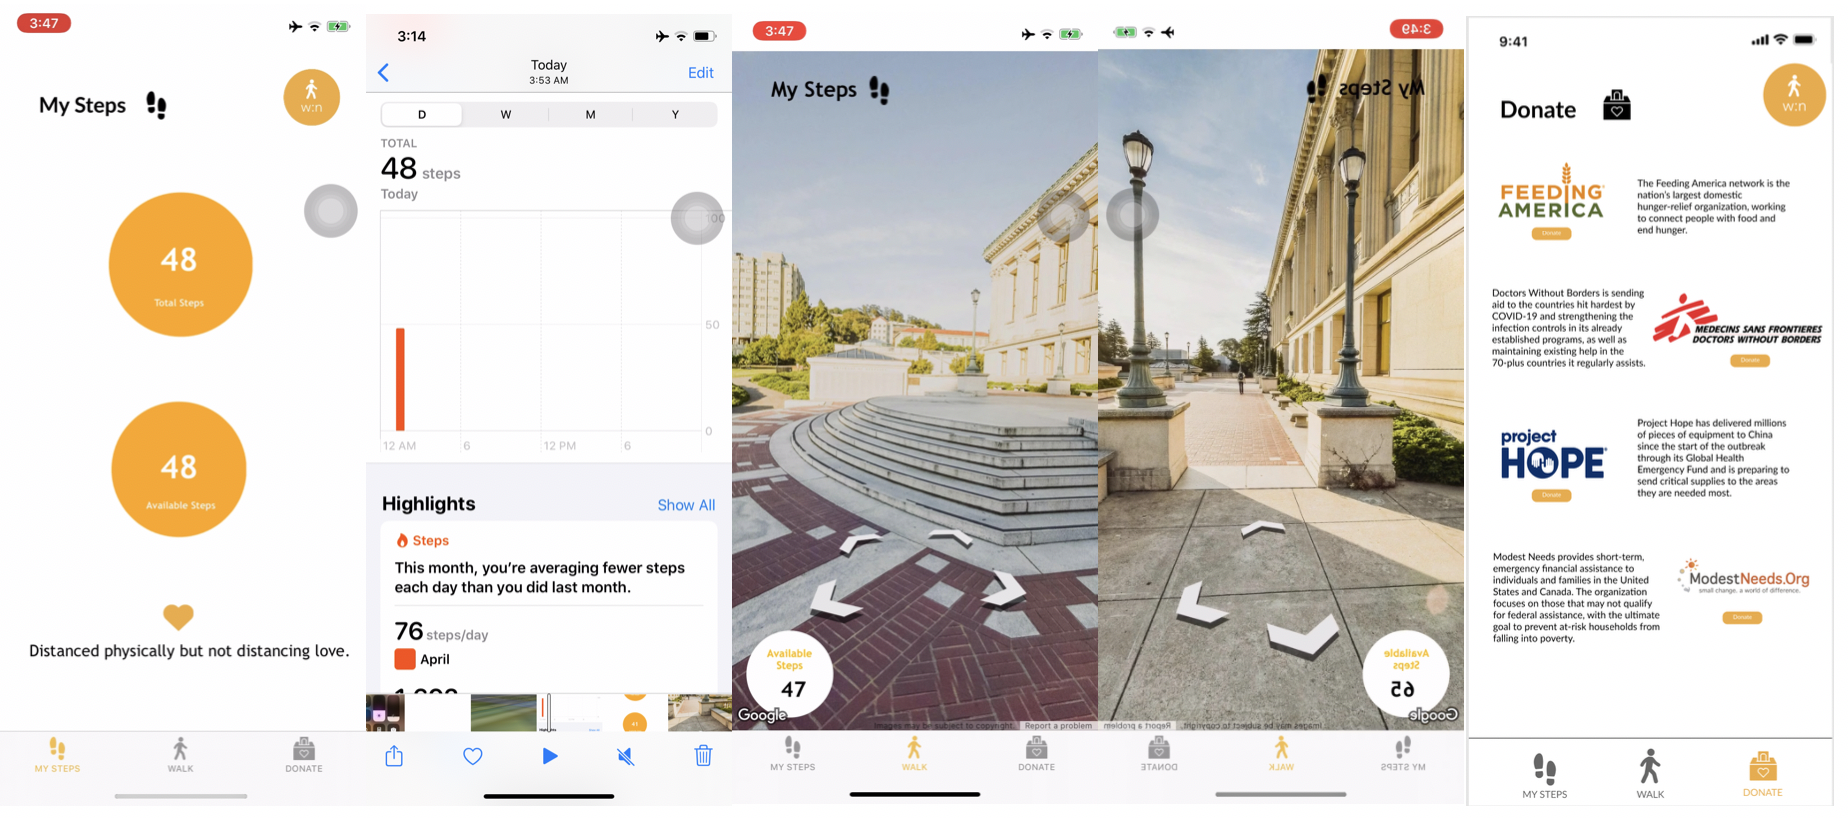 3:47
My Steps
w:n
48
Total Steps
48
Available Steps
Distanced physically but not distancing love.
MY STEPS
WALK
DONATE
3:14
Today
3:53 AM
Edit
D
W
M
Y
TOTAL
48 steps
Today
100
50
0
12 AM
6
12 PM
6
Highlights
Show All
Steps
This month, you're averaging fewer steps
each day than you did last month.
76 steps/day
April
3:47
My Steps
Available
Steps
47
Google
Images may be subject to copyright.
Report a problem
MY STEPS
WALK
DONATE
3:49
My Steps
Available
Steps
65
Google
Report a problem
Images may be subject to copyright.
DONATE
WALK
MY STEPS
9:41
Donate
w:n
FEEDING
AMERICA
Donate
The Feeding America network is the
nation's largest domestic
hunger-relief organization, working
to connect people with food and
end hunger.
Doctors Without Borders is sending
aid to the countries hit hardest by
COVID-19 and strengthening the
infection controls in its already
established programs, as well as
maintaining existing help in the
70-plus countries it regularly assists.
MEDECINS SANS FRONTIERES
DOCTORS WITHOUT BORDERS
Donate
project
HOPE
Donate
Project Hope has delivered millions
of pieces of equipment to China
since the start of the outbreak
through its Global Health
Emergency Fund and is preparing to
send critical supplies to the areas
they are needed most.
Modest Needs provides short-term,
emergency financial assistance to
individuals and families in the United
States and Canada. The organization
focuses on those that may not qualify
for federal assistance, with the ultimate
goal to prevent at-risk households from
falling into poverty.
ModestNeeds.Org
small change. a world of difference.
Donate
MY STEPS
WALK
DONATE